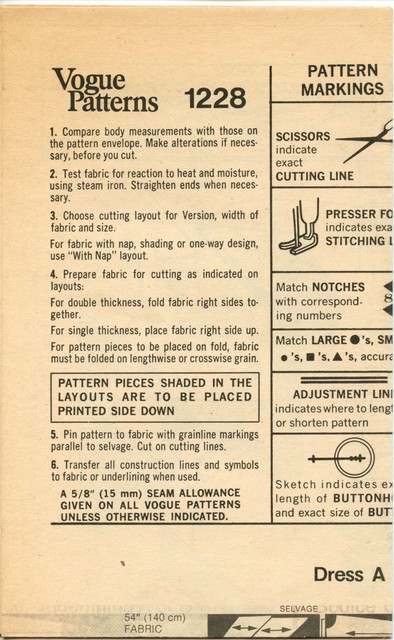 Vogue
Patterns 1228
1. Compare body measurements with those on
the pattern envelope. Make alterations if neces-
sary, before you cut.
2. Test fabric for reaction to heat and moisture,
using steam iron. Straighten ends when neces-
sary.
3. Choose cutting layout for Version, width of
fabric and size.
For fabric with nap, shading or one-way design,
use “With Nap” layout.
4. Prepare fabric for cutting as indicated on
layouts:
For double thickness, fold fabric right sides to-
gether.
For single thickness, place fabric right side up.
For pattern pieces to be placed on fold, fabric
must be folded on lengthwise or crosswise grain.
PATTERN PIECES SHADED IN THE
LAYOUTS ARE TO BE PLACED
PRINTED SIDE DOWN
5. Pin pattern to fabric with grainline markings
parallel to selvage. Cut on cutting lines.
6. Transfer all construction lines and symbols
to fabric or underlining when used.
A 5/8" (15 mm) SEAM ALLOWANCE
GIVEN ON ALL VOGUE PATTERNS
UNLESS OTHERWISE INDICATED.
PATTERN
MARKINGS
SCISSORS
indicate
exact
CUTTING LINE
PRESSER FO
indicates exa
STITCHING L
Match NOTCHES
with correspond-
ing numbers
8
Match LARGE ●'s, SM
●'s, ■'s, ▲'s, accura
ADJUSTMENT LIN
indicates where to lengt
or shorten pattern
Sketch indicates ex
length of BUTTONH
and exact size of BUT
Dress A
54" (140 cm)
FABRIC
SELVAGE